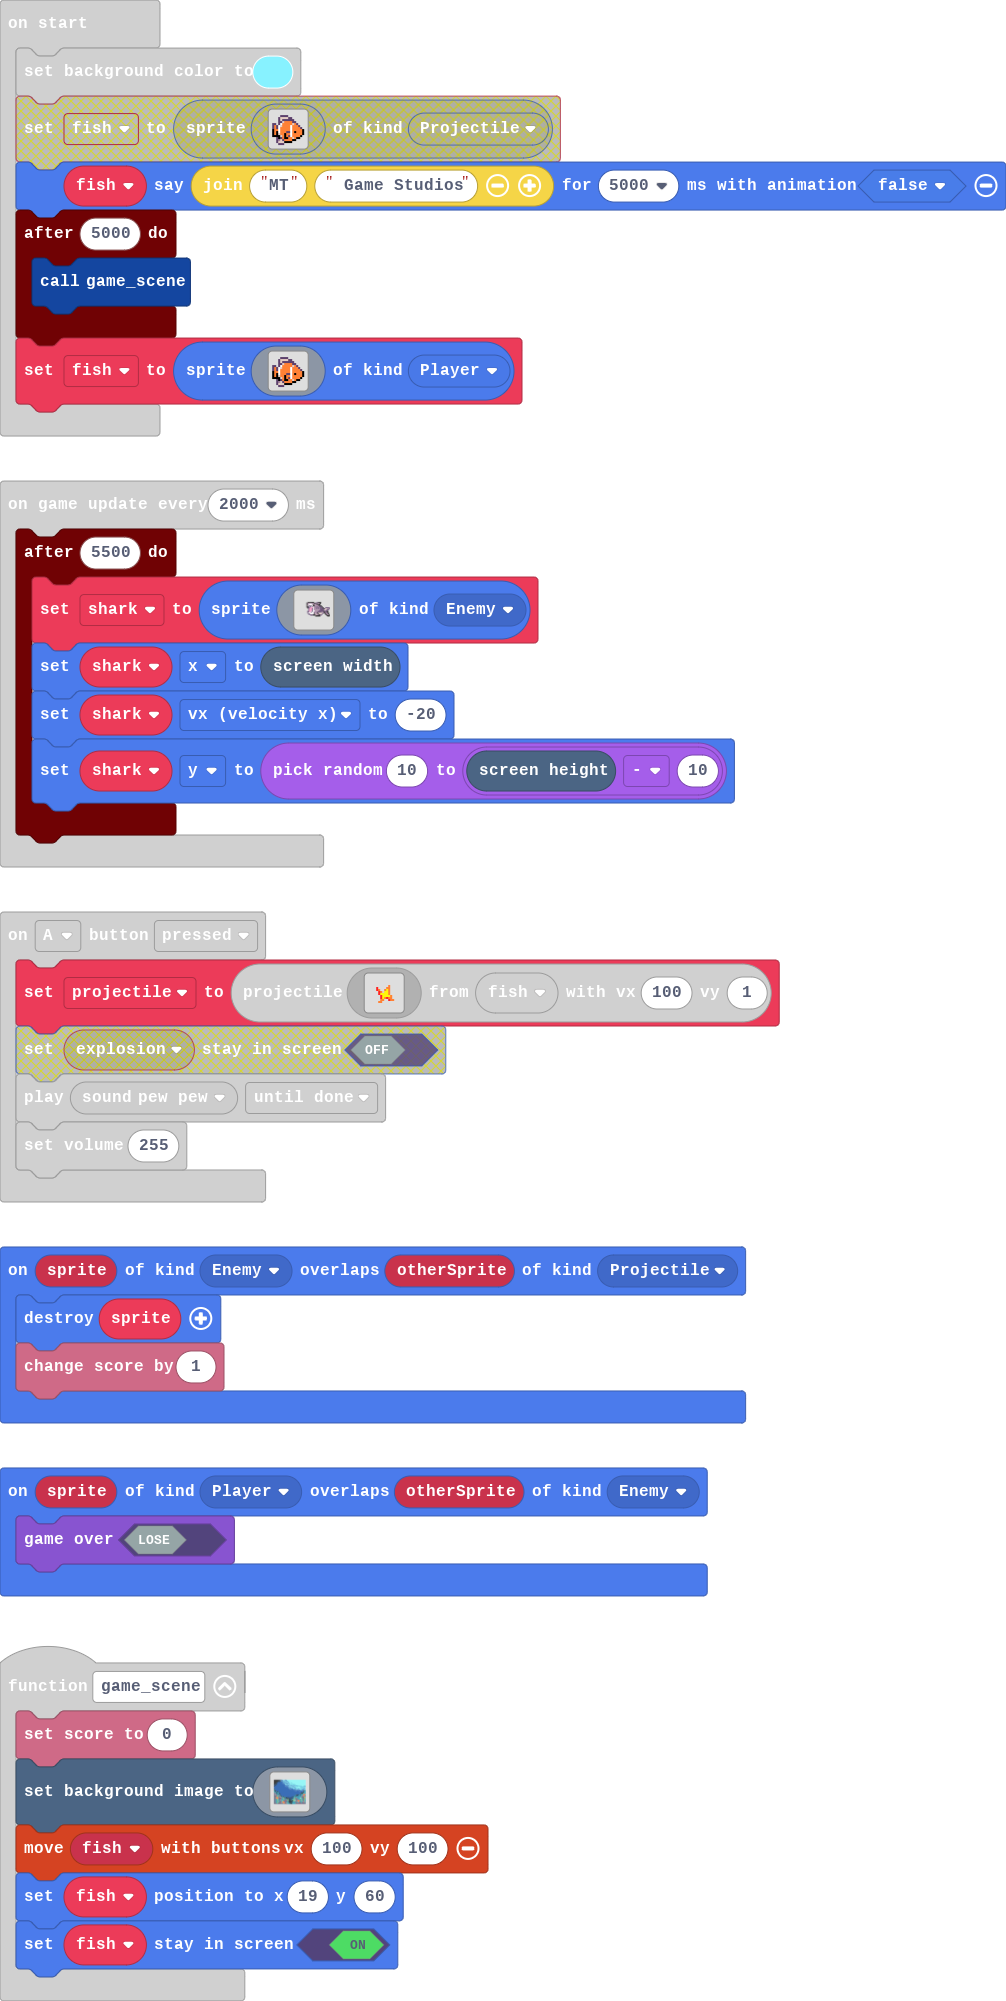 on start
set background color to
set fish to sprite of kind Projectile
fish say join "MT" " Game Studios" for 5000 ms with animation false
after 5000 do
call game_scene
set fish to sprite of kind Player
on game update every 2000 ms
after 5500 do
set shark to sprite of kind Enemy
set shark x to screen width
set shark vx (velocity x) to -20
set shark y to pick random 10 to screen height - 10
on A button pressed
set projectile to projectile from fish with vx 100 vy 1
set explosion stay in screen OFF
play sound pew pew until done
set volume 255
on sprite of kind Enemy overlaps otherSprite of kind Projectile
destroy sprite
change score by 1
on sprite of kind Player overlaps otherSprite of kind Enemy
game over LOSE
function game_scene
set score to 0
set background image to
move fish with buttons vx 100 vy 100
set fish position to x 19 y 60
set fish stay in screen ON